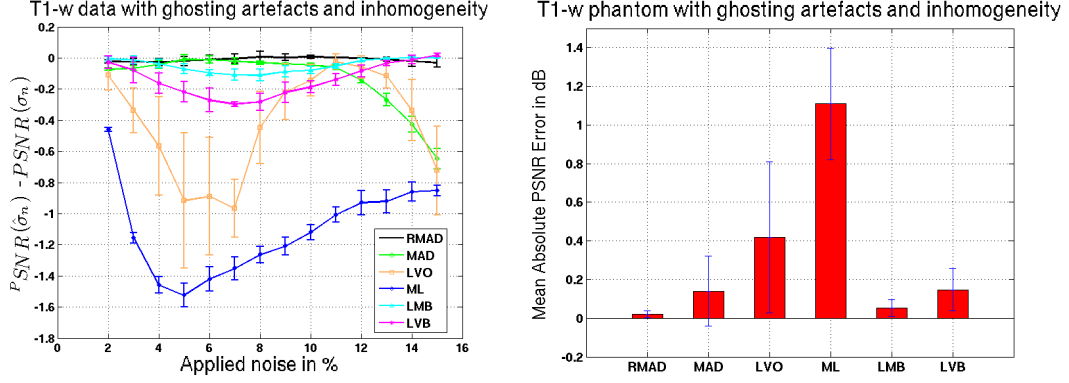 T1-w data with ghosting artefacts and inhomogeneity
PSNR(σ̂n) - PSNR(σn)
0.2
0
-0.2
-0.4
-0.6
-0.8
-1
-1.2
-1.4
-1.6
-1.8
RMAD
MAD
LVO
ML
LMB
LVB
0 2 4 6 8 10 12 14 16
Applied noise in %
T1-w phantom with ghosting artefacts and inhomogeneity
Mean Absolute PSNR Error in dB
1.4
1.2
1
0.8
0.6
0.4
0.2
0
-0.2
RMAD MAD LVO ML LMB LVB